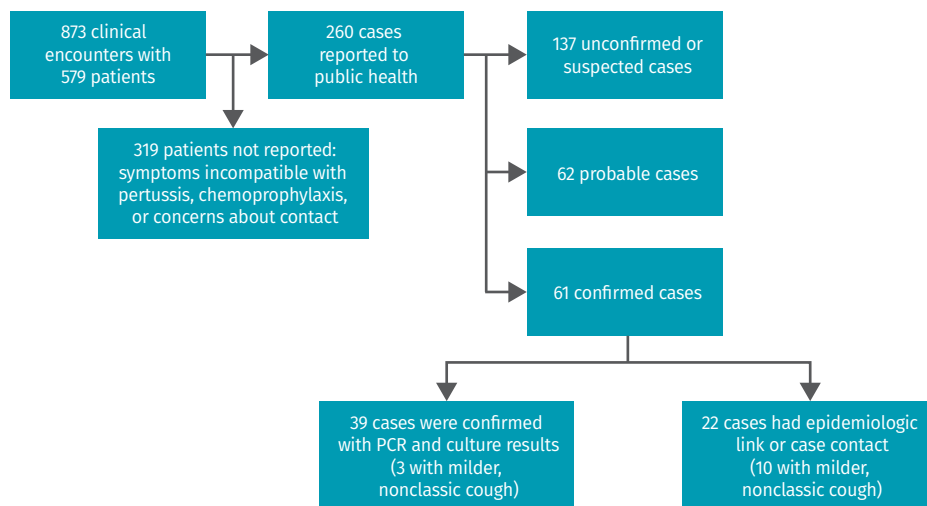 873 clinical
encounters with
579 patients
260 cases
reported to
public health
137 unconfirmed or
suspected cases
319 patients not reported:
symptoms incompatible with
pertussis, chemoprophylaxis,
or concerns about contact
62 probable cases
61 confirmed cases
39 cases were confirmed
with PCR and culture results
(3 with milder,
nonclassic cough)
22 cases had epidemiologic
link or case contact
(10 with milder,
nonclassic cough)